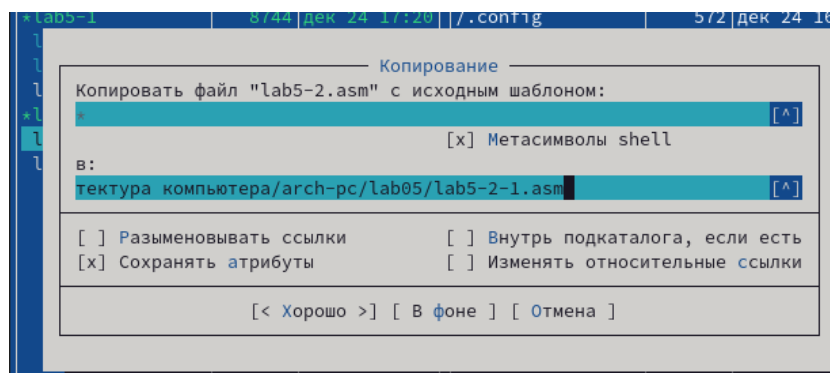 *lab5-1 8744 дек 24 17:20 /.config 572 дек 24 16
Копирование
Копировать файл "lab5-2.asm" с исходным шаблоном:
* [^]
[x] Метасимволы shell
в:
тектура компьютера/arch-pc/lab05/lab5-2-1.asm [^]
[ ] Разыменовывать ссылки [ ] Внутрь подкаталога, если есть
[x] Сохранять атрибуты [ ] Изменять относительные ссылки
[< Хорошо >] [ В фоне ] [ Отмена ]